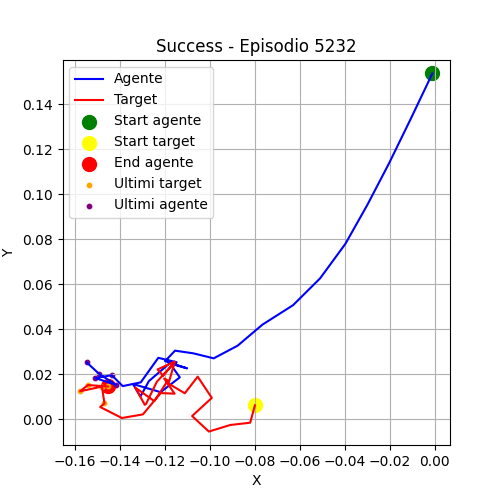 Success - Episodio 5232
Agente
Target
Start agente
Start target
End agente
Ultimi target
Ultimi agente
Y
0.14
0.12
0.10
0.08
0.06
0.04
0.02
0.00
−0.16 −0.14 −0.12 −0.10 −0.08 −0.06 −0.04 −0.02 0.00
X